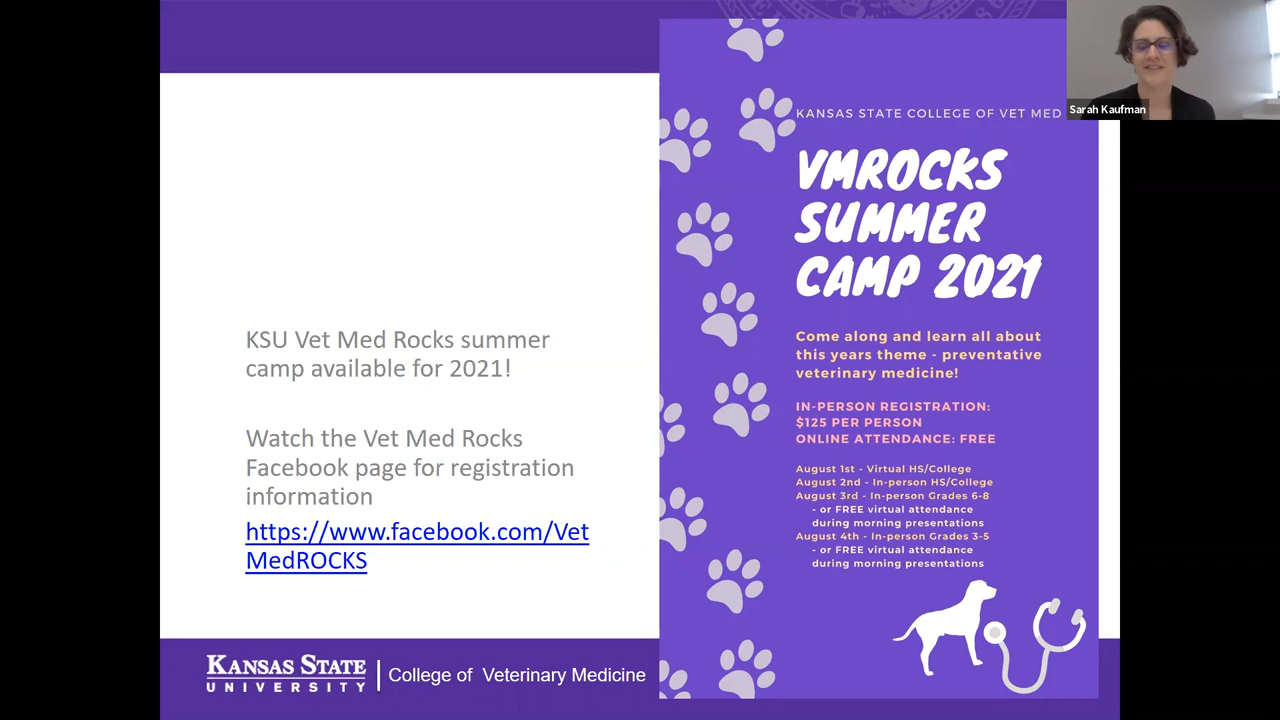 KSU Vet Med Rocks summer
camp available for 2021!
Watch the Vet Med Rocks
Facebook page for registration
information
https://www.facebook.com/Vet
MedROCKS
KANSAS STATE
UNIVERSITY
College of Veterinary Medicine
KANSAS STATE COLLEGE OF VET MED
VMROCKS
SUMMER
CAMP 2021
Come along and learn all about
this years theme - preventative
veterinary medicine!
IN-PERSON REGISTRATION:
$125 PER PERSON
ONLINE ATTENDANCE: FREE
August 1st - Virtual HS/College
August 2nd - In-person HS/College
August 3rd - In-person Grades 6-8
- or FREE virtual attendance
during morning presentations
August 4th - In-person Grades 3-5
- or FREE virtual attendance
during morning presentations
Sarah Kaufman